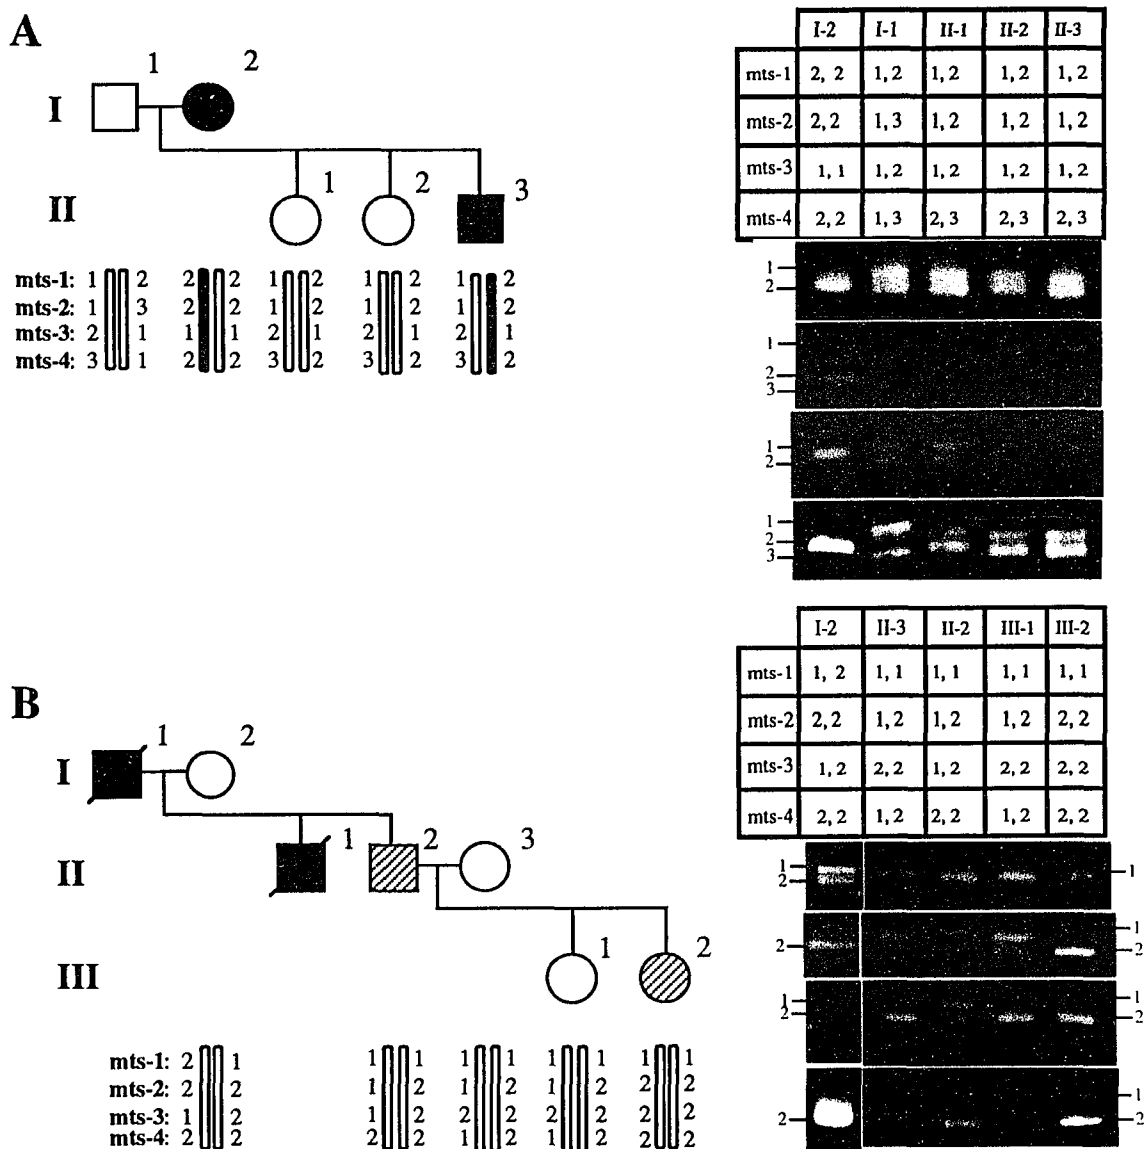 A
1 2
I
1 2 3
II
mts-1: 1 2 2 2 1 2 1 2 1 2
mts-2: 1 3 2 2 1 2 1 2 1 2
mts-3: 2 1 1 1 2 1 2 1 2 1
mts-4: 3 1 2 2 3 2 3 2 3 2
I-2 I-1 II-1 II-2 II-3
mts-1 2, 2 1, 2 1, 2 1, 2 1, 2
mts-2 2,2 1,3 1,2 1,2 1,2
mts-3 1,1 1,2 1,2 1,2 1,2
mts-4 2,2 1,3 2,3 2,3 2,3
1
2
1
2
3
1
2
1
2
3
B
1 2
I
1 2 3
II
1 2
III
mts-1: 2 1 1 1 1 1 1 1 1 1
mts-2: 2 2 1 2 1 2 1 2 2 2
mts-3: 1 2 1 2 2 2 2 2 2 2
mts-4: 2 2 2 2 1 2 1 2 2 2
I-2 II-3 II-2 III-1 III-2
mts-1 1, 2 1, 1 1, 1 1, 1 1, 1
mts-2 2,2 1,2 1,2 1,2 2,2
mts-3 1,2 2,2 1,2 2,2 2,2
mts-4 2,2 1,2 2,2 1,2 2,2
1 1
2
1
2 2
1 1
2 2
1
2 2